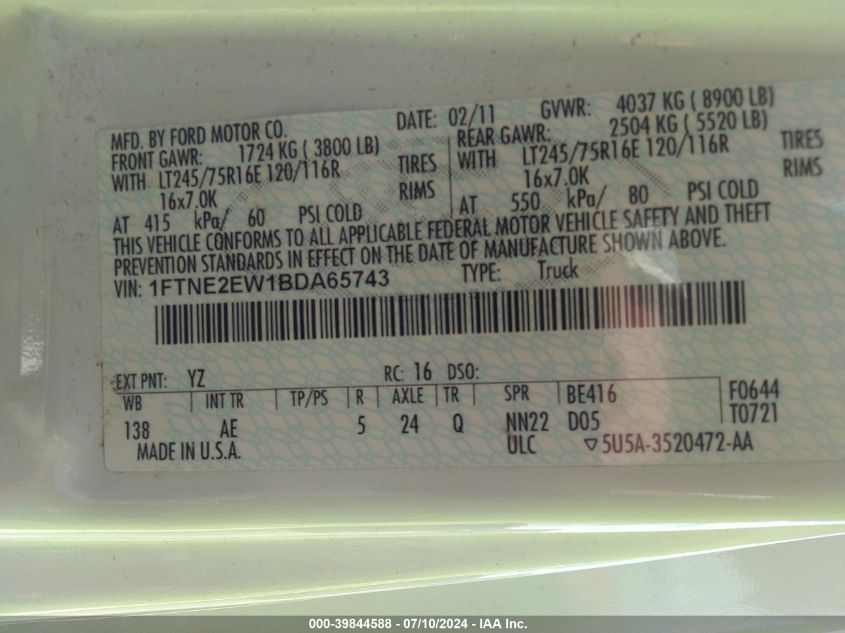 MFD. BY FORD MOTOR CO. DATE: 02/11 GVWR: 4037 KG ( 8900 LB)
FRONT GAWR: 1724 KG ( 3800 LB) REAR GAWR: 2504 KG ( 5520 LB)
WITH LT245/75R16E 120/116R TIRES WITH LT245/75R16E 120/116R TIRES
16x7.0K RIMS 16x7.0K RIMS
AT 415 kPa/ 60 PSI COLD AT 550 kPa/ 80 PSI COLD
THIS VEHICLE CONFORMS TO ALL APPLICABLE FEDERAL MOTOR VEHICLE SAFETY AND THEFT
PREVENTION STANDARDS IN EFFECT ON THE DATE OF MANUFACTURE SHOWN ABOVE.
VIN: 1FTNE2EW1BDA65743 TYPE: Truck
EXT PNT: YZ RC: 16 DSO:
WB INT TR TP/PS R AXLE TR SPR BE416 F0644
138 AE 5 24 Q NN22 D05 T0721
MADE IN U.S.A. ULC ▽5U5A-3520472-AA
000-39844588 - 07/10/2024 - IAA Inc.